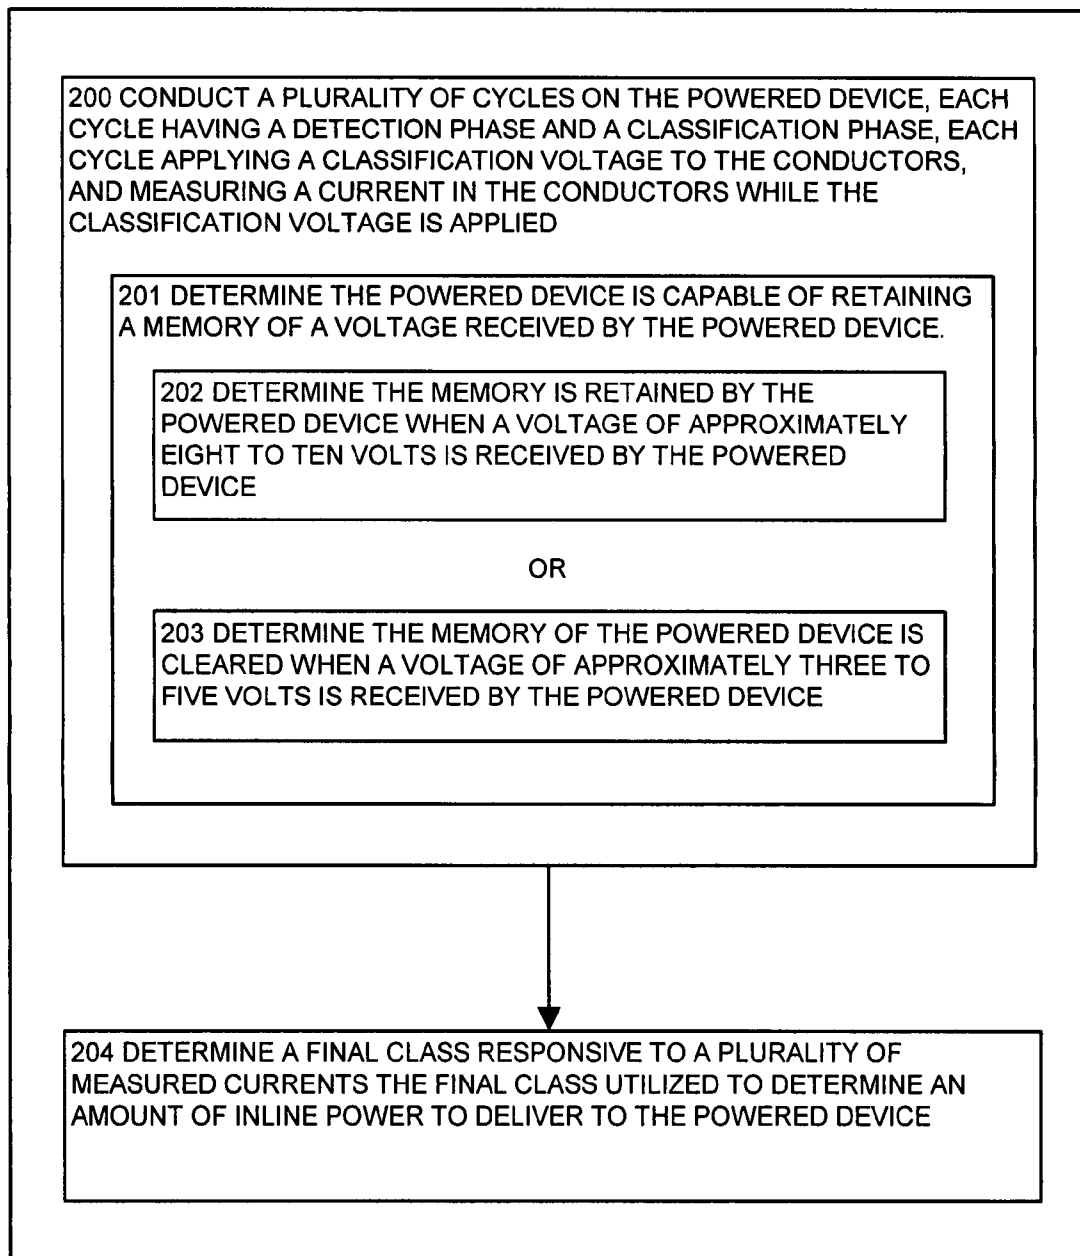 200 CONDUCT A PLURALITY OF CYCLES ON THE POWERED DEVICE, EACH
CYCLE HAVING A DETECTION PHASE AND A CLASSIFICATION PHASE, EACH
CYCLE APPLYING A CLASSIFICATION VOLTAGE TO THE CONDUCTORS,
AND MEASURING A CURRENT IN THE CONDUCTORS WHILE THE
CLASSIFICATION VOLTAGE IS APPLIED
201 DETERMINE THE POWERED DEVICE IS CAPABLE OF RETAINING
A MEMORY OF A VOLTAGE RECEIVED BY THE POWERED DEVICE.
202 DETERMINE THE MEMORY IS RETAINED BY THE
POWERED DEVICE WHEN A VOLTAGE OF APPROXIMATELY
EIGHT TO TEN VOLTS IS RECEIVED BY THE POWERED
DEVICE
OR
203 DETERMINE THE MEMORY OF THE POWERED DEVICE IS
CLEARED WHEN A VOLTAGE OF APPROXIMATELY THREE TO
FIVE VOLTS IS RECEIVED BY THE POWERED DEVICE
204 DETERMINE A FINAL CLASS RESPONSIVE TO A PLURALITY OF
MEASURED CURRENTS THE FINAL CLASS UTILIZED TO DETERMINE AN
AMOUNT OF INLINE POWER TO DELIVER TO THE POWERED DEVICE